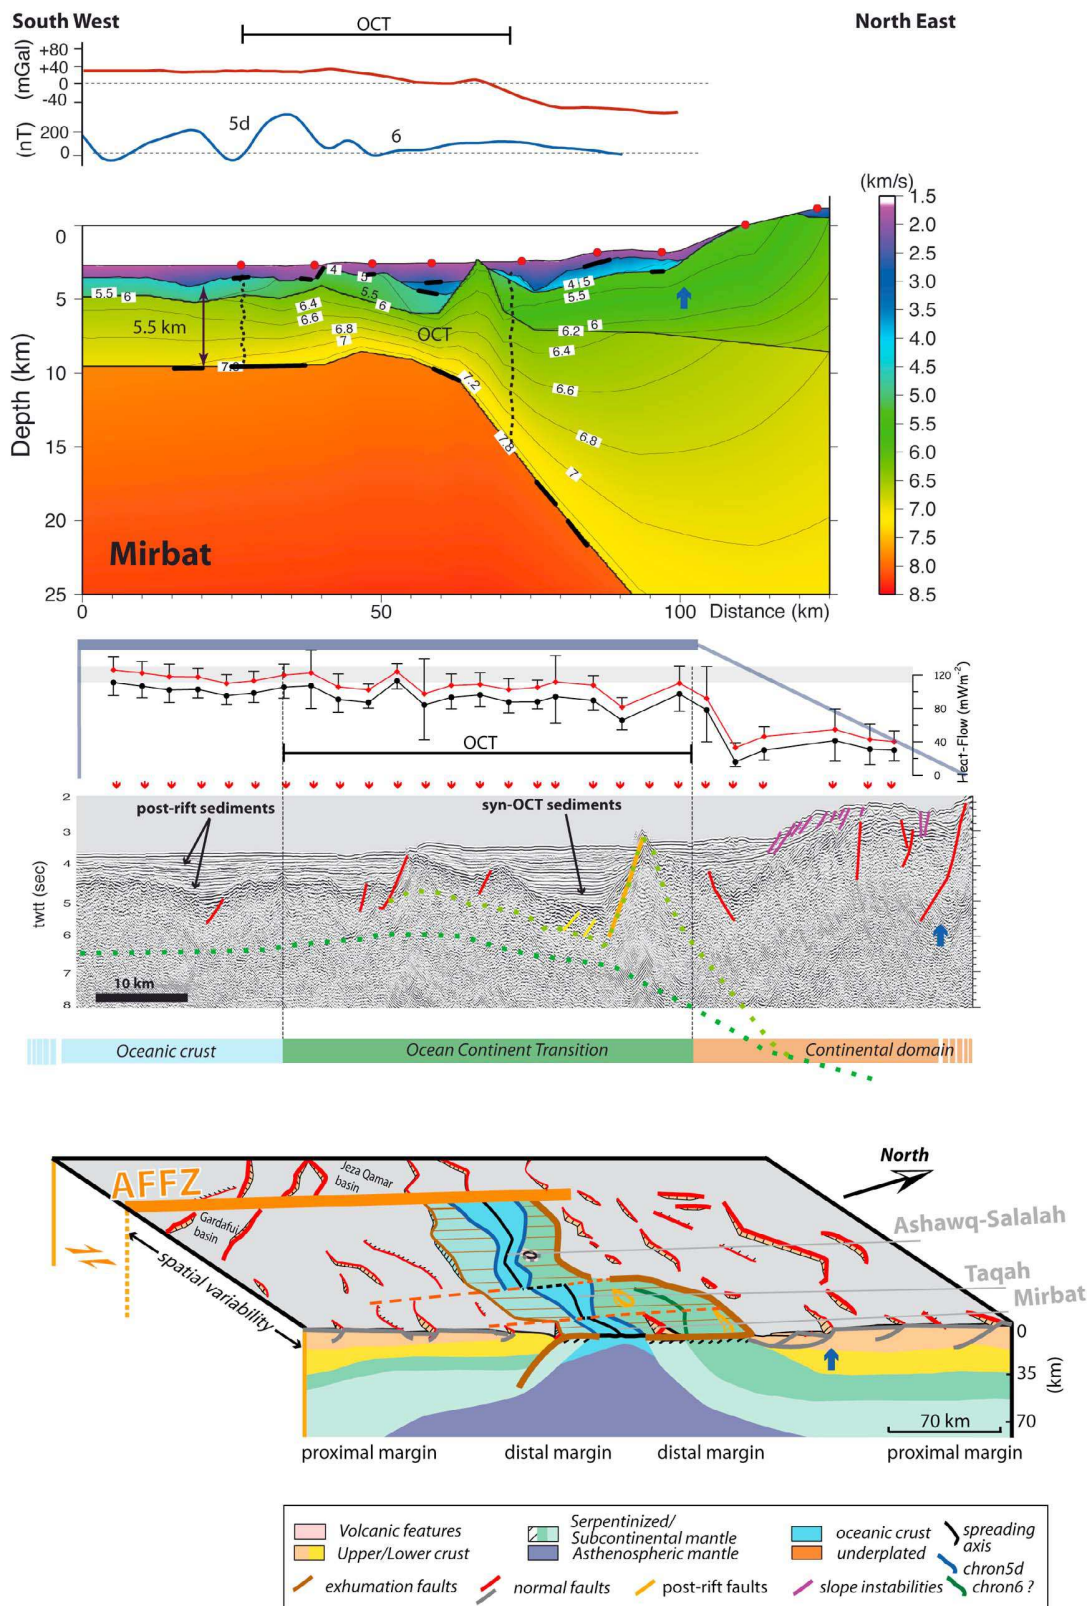 South West
OCT
North East
+80
+40
0
-40
(mGal)
200
0
(nT)
5d
6
(km/s)
1.5
2.0
2.5
3.0
3.5
4.0
4.5
5.0
5.5
6.0
6.5
7.0
7.5
8.0
8.5
0
5
10
15
20
25
Depth (km)
4
5
4
5
5.5
6
5.5
6
5.5
6.4
6.6
6.8
7
6.2
6
6.4
6.6
6.8
7
7.2
7.8
5.5 km
OCT
Mirbat
0
50
100
Distance (km)
120
80
40
0
Heat-Flow (mW/m-2)
OCT
post-rift sediments
syn-OCT sediments
2
3
4
5
6
7
8
twtt (sec)
10 km
Oceanic crust
Ocean Continent Transition
Continental domain
North
AFFZ
Jeza Qamar
basin
Gardaful
basin
spatial variability
Ashawq-Salalah
Taqah
Mirbat
0
35
70
(km)
70 km
proximal margin
distal margin
distal margin
proximal margin
Volcanic features
Upper/Lower crust
Serpentinized/
Subcontinental mantle
Asthenospheric mantle
oceanic crust
underplated
spreading
axis
chron5d
exhumation faults
normal faults
post-rift faults
slope instabilities
chron6 ?